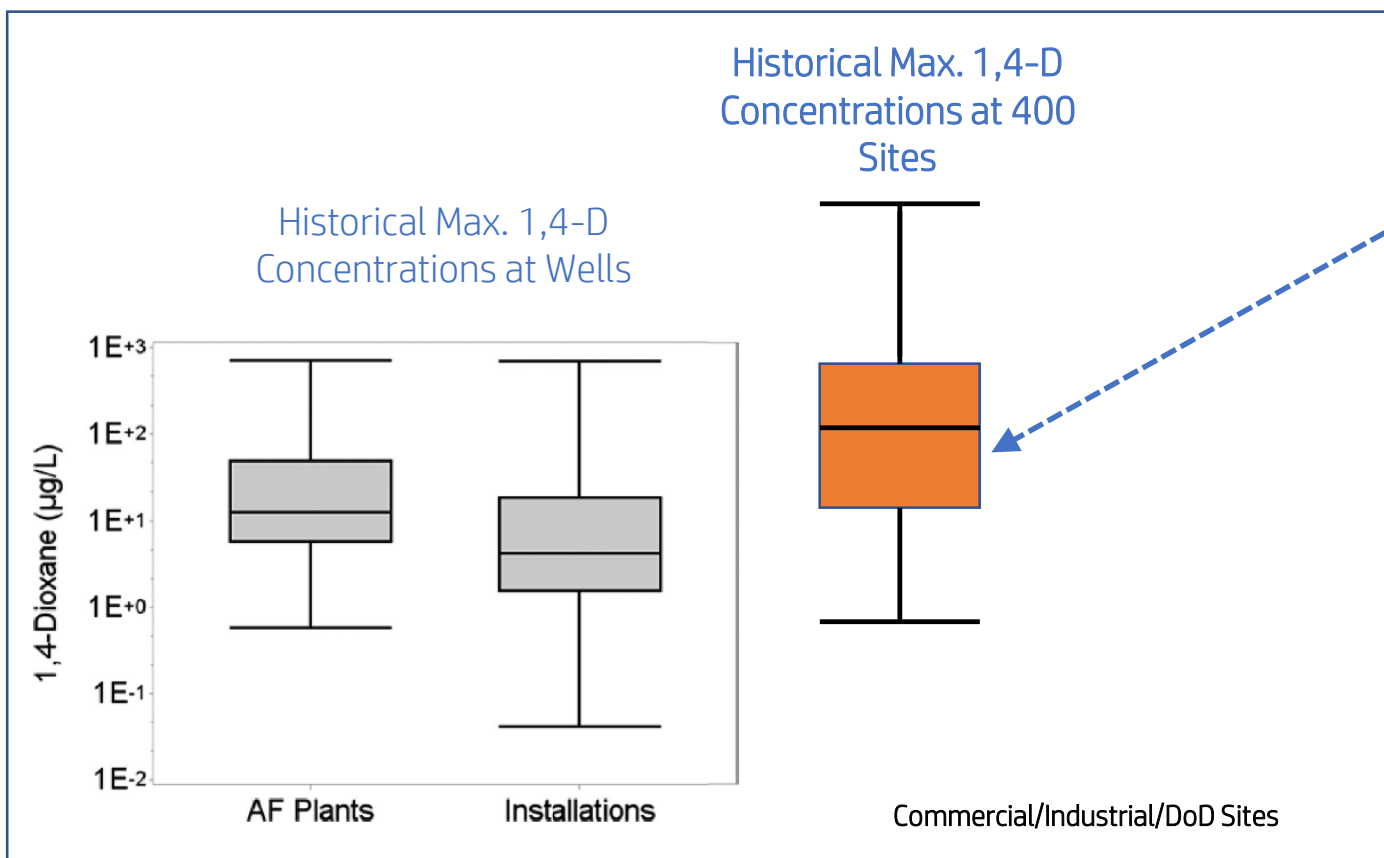 Historical Max. 1,4-D
Concentrations at 400
Sites
Historical Max. 1,4-D
Concentrations at Wells
1,4-Dioxane (µg/L)
1E+3
1E+2
1E+1
1E+0
1E-1
1E-2
AF Plants
Installations
Commercial/Industrial/DoD Sites